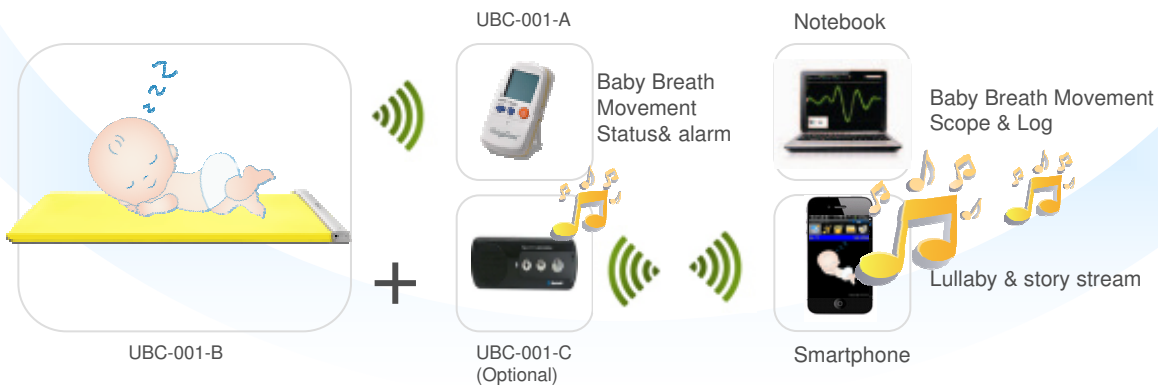 UBC-001-A
Notebook
Baby Breath
Movement
Status& alarm
Baby Breath Movement
Scope & Log
Lullaby & story stream
UBC-001-B
UBC-001-C
(Optional)
Smartphone